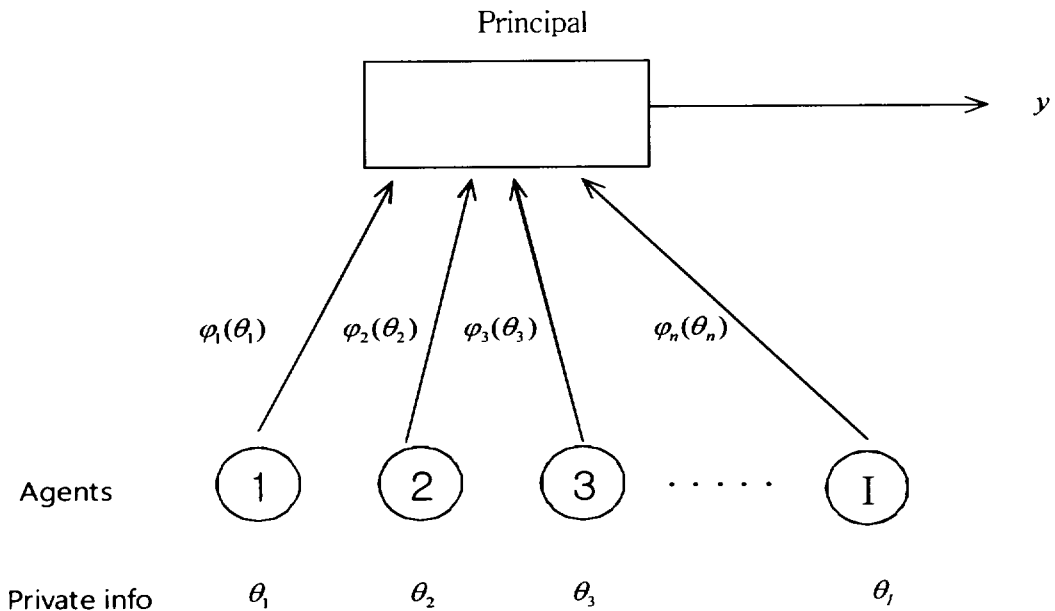 Principal
y
φ₁(θ₁) φ₂(θ₂) φ₃(θ₃) φₙ(θₙ)
Agents 1 2 3 ..... I
Private info θ₁ θ₂ θ₃ θ_I